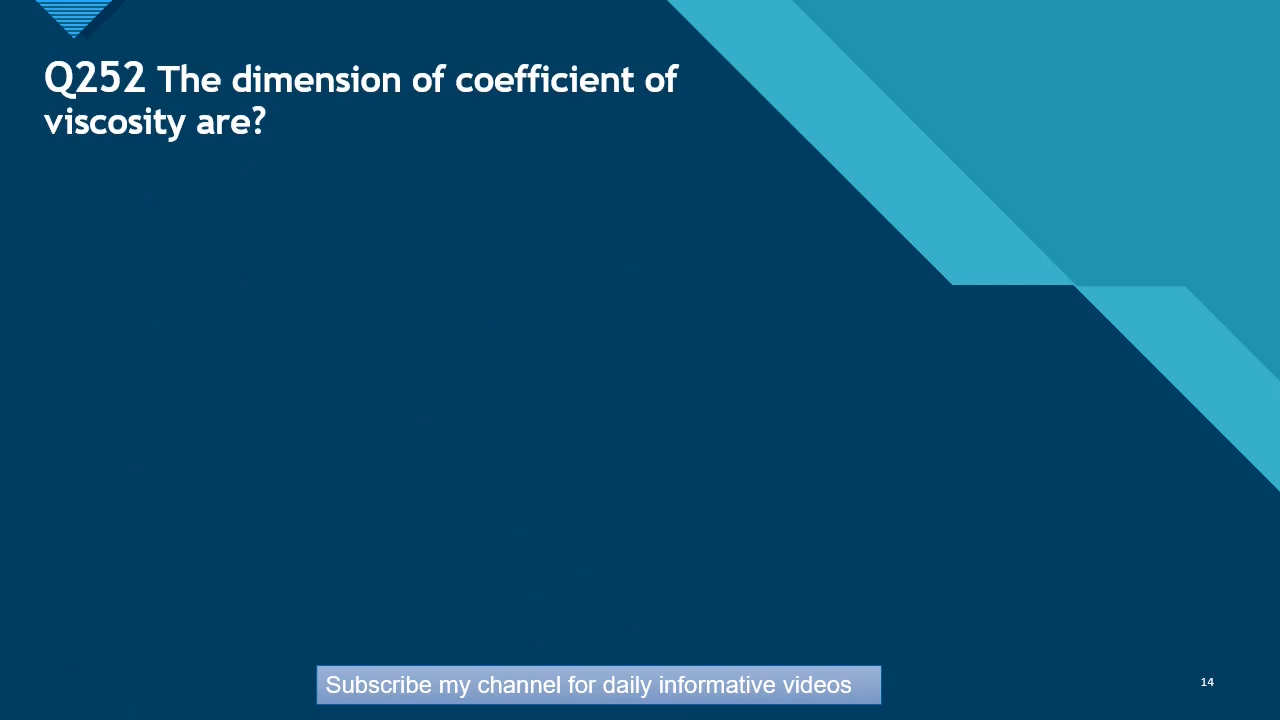 Q252 The dimension of coefficient of
viscosity are?
Subscribe my channel for daily informative videos
14